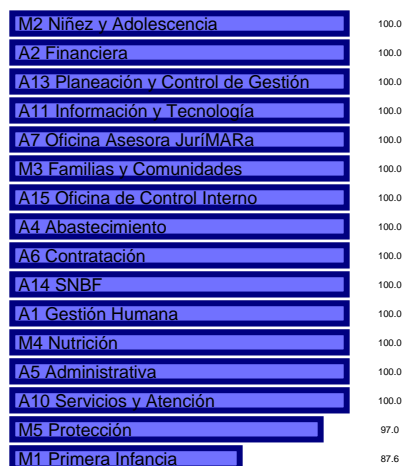 M2 Niñez y Adolescencia 100.0
A2 Financiera 100.0
A13 Planeación y Control de Gestión 100.0
A11 Información y Tecnología 100.0
A7 Oficina Asesora JuríMARa 100.0
M3 Familias y Comunidades 100.0
A15 Oficina de Control Interno 100.0
A4 Abastecimiento 100.0
A6 Contratación 100.0
A14 SNBF 100.0
A1 Gestión Humana 100.0
M4 Nutrición 100.0
A5 Administrativa 100.0
A10 Servicios y Atención 100.0
M5 Protección 97.0
M1 Primera Infancia 87.6